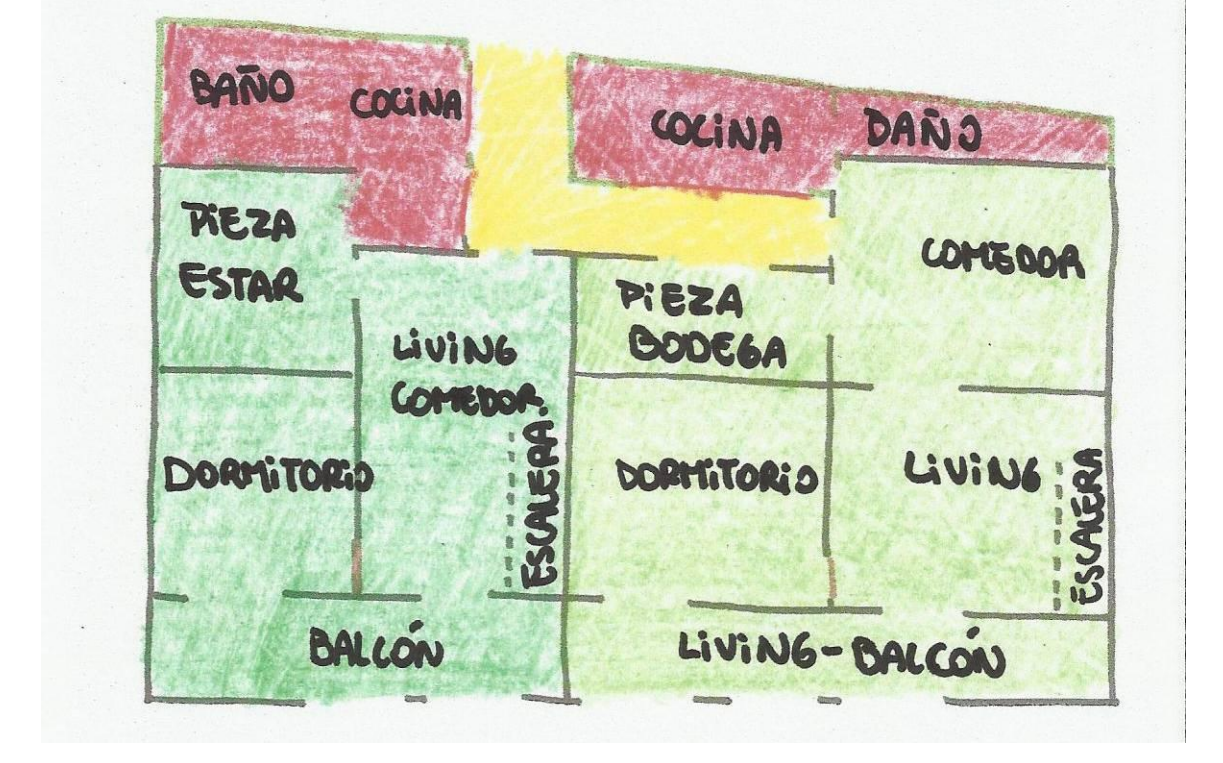 BAÑO
COCINA
COCINA
DAÑO
PIEZA
ESTAR
COMEDOR
PIEZA
BODEGA
LIVING
COMEDOR.
ESCALERA
DORMITORIO
DORMITORIO
LIVING
ESCALERA
BALCÓN
LIVING-BALCÓN